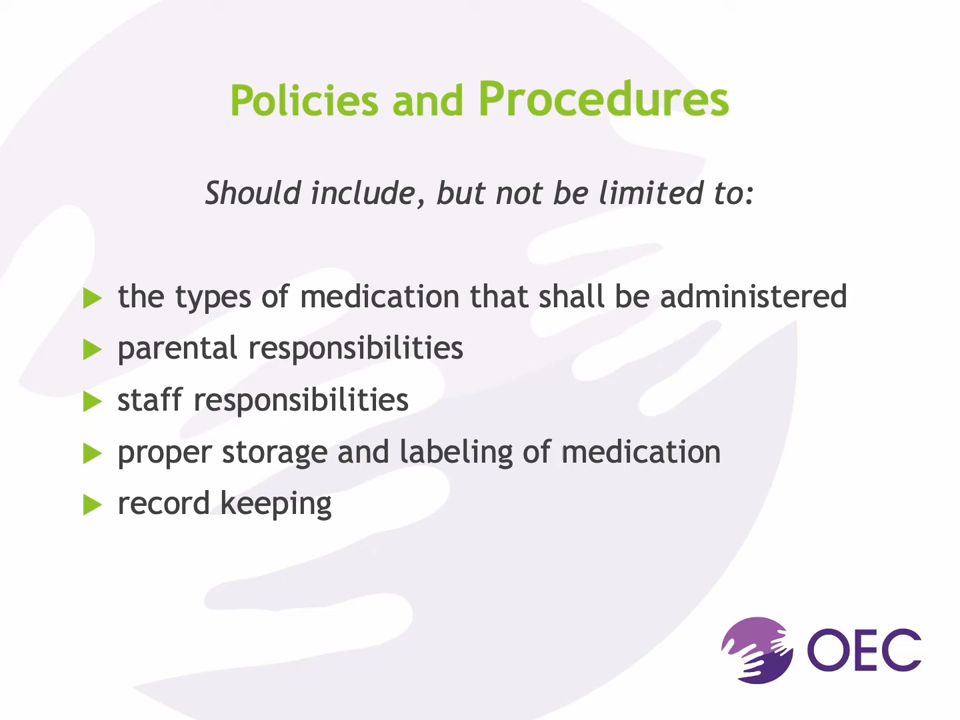 Policies and Procedures
Should include, but not be limited to:
the types of medication that shall be administered
parental responsibilities
staff responsibilities
proper storage and labeling of medication
record keeping
OEC